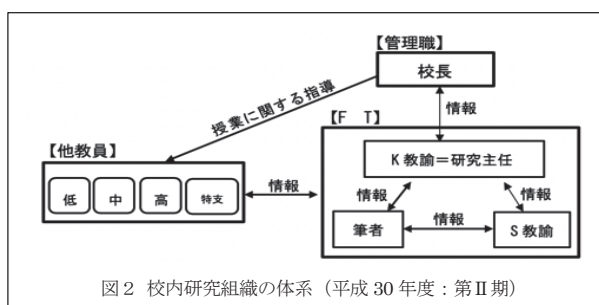 【管理職】
校長
授業に関する指導
情報
【F T】
【他教員】
K教諭＝研究主任
低 中 高 特支
情報
情報
情報
筆者
情報
S教諭
図2 校内研究組織の体系（平成30年度：第Ⅱ期）